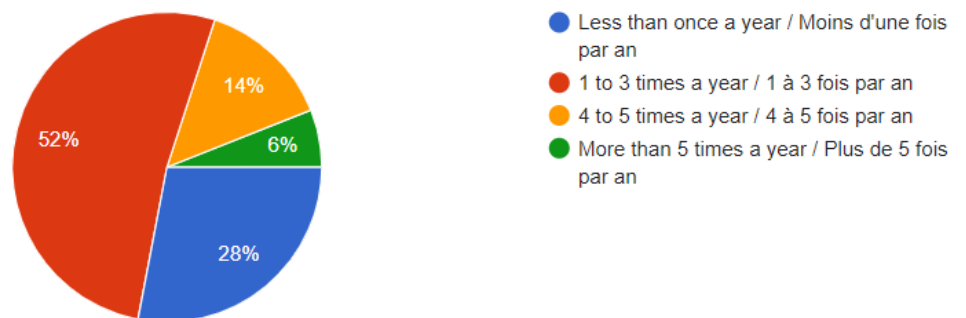 52%
14%
6%
28%
Less than once a year / Moins d'une fois
par an
1 to 3 times a year / 1 à 3 fois par an
4 to 5 times a year / 4 à 5 fois par an
More than 5 times a year / Plus de 5 fois
par an